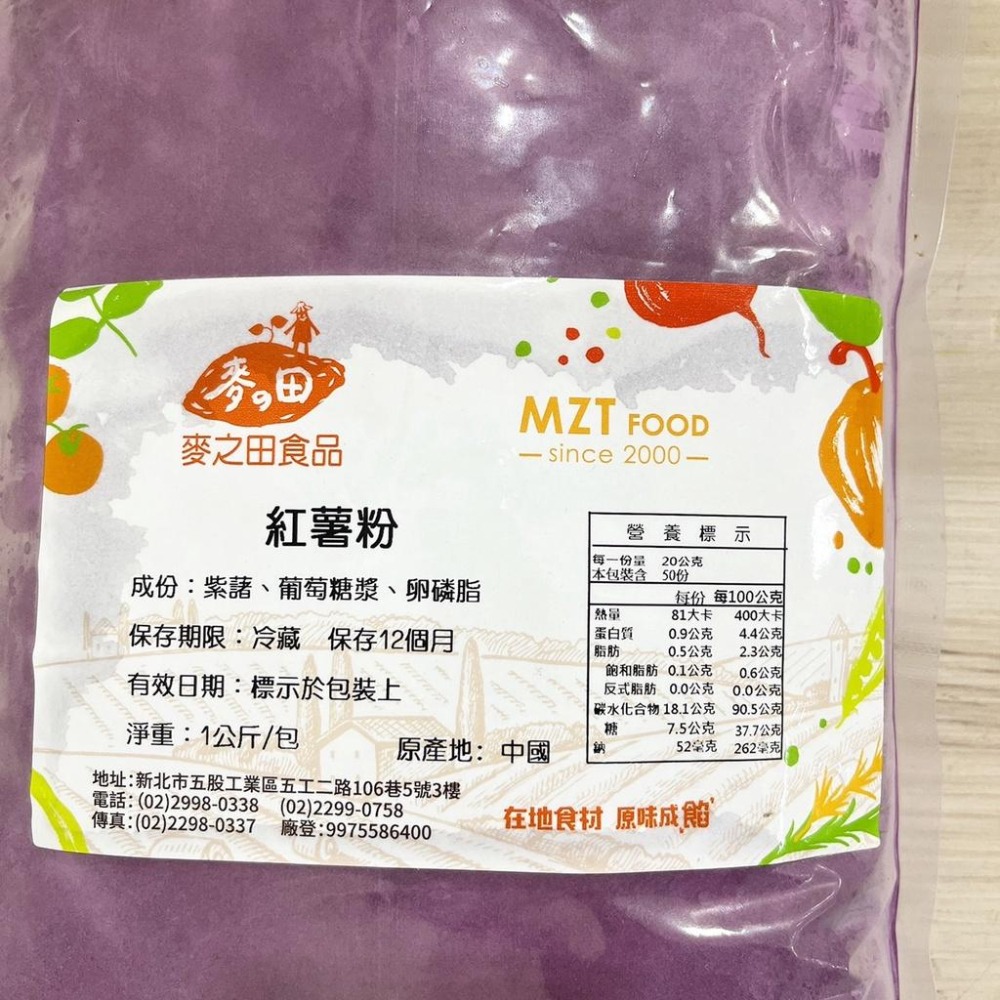 麥の田
麥之田食品
MZT FOOD
since 2000
紅薯粉
成份：紫藷、葡萄糖漿、卵磷脂
保存期限：冷藏 保存12個月
有效日期：標示於包裝上
淨重：1公斤/包
原產地：中國
地址:新北市五股工業區五工二路106巷5號3樓
電話:(02)2998-0338 (02)2299-0758
傳真:(02)2298-0337 廠登:9975586400
營養標示
每一份量 20公克
本包裝含 50份
每份 每100公克
熱量 81大卡 400大卡
蛋白質 0.9公克 4.4公克
脂肪 0.5公克 2.3公克
飽和脂肪 0.1公克 0.6公克
反式脂肪 0.0公克 0.0公克
碳水化合物 18.1公克 90.5公克
糖 7.5公克 37.7公克
鈉 52毫克 262毫克
在地食材 原味成餡